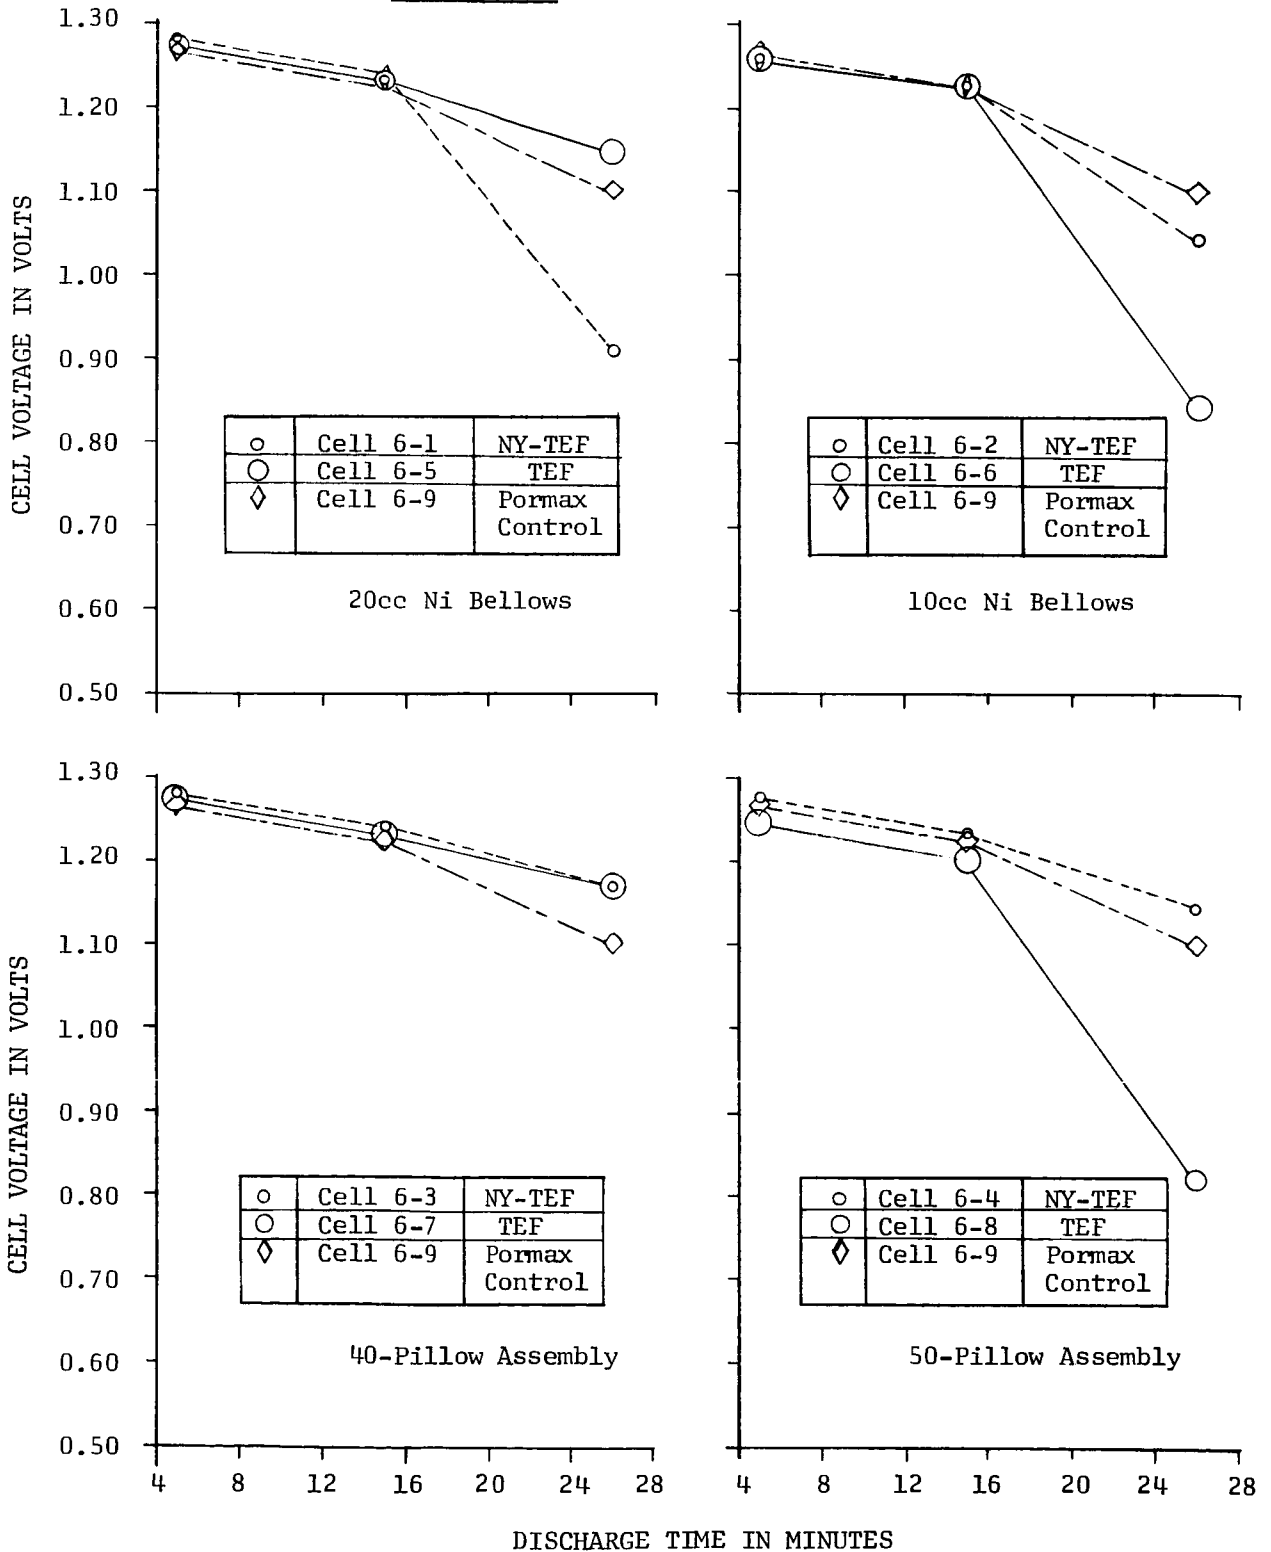 CELL VOLTAGE IN VOLTS
1.30
1.20
1.10
1.00
0.90
0.80
0.70
0.60
0.50
Cell 6-1 NY-TEF
Cell 6-5 TEF
Cell 6-9 Pormax
Control
20cc Ni Bellows
Cell 6-2 NY-TEF
Cell 6-6 TEF
Cell 6-9 Pormax
Control
10cc Ni Bellows
CELL VOLTAGE IN VOLTS
1.30
1.20
1.10
1.00
0.90
0.80
0.70
0.60
0.50
Cell 6-3 NY-TEF
Cell 6-7 TEF
Cell 6-9 Pormax
Control
40-Pillow Assembly
4 8 12 16 20 24 28
Cell 6-4 NY-TEF
Cell 6-8 TEF
Cell 6-9 Pormax
Control
50-Pillow Assembly
4 8 12 16 20 24 28
DISCHARGE TIME IN MINUTES